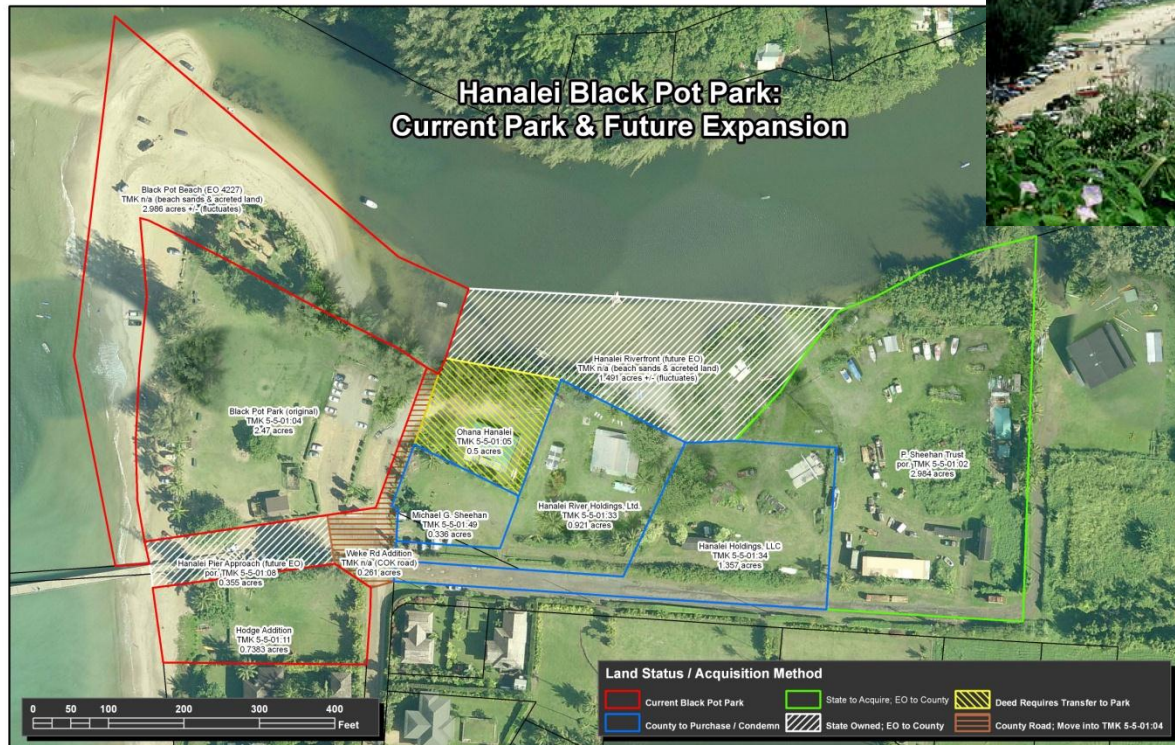 Hanalei Black Pot Park:
Current Park & Future Expansion
Black Pot Beach (EO 4227)
TMK n/a (beach sands & acreted land)
2.986 acres +/- (fluctuates)
Hanalei Riverfront (future EO)
TMK n/a (beach sands & acreted land)
1.491 acres +/- (fluctuates)
Black Pot Park (original)
TMK 5-5-01:04
2.47 acres
Ohana Hanalei
TMK 5-5-01:05
0.5 acres
P. Sheehan Trust
por. TMK 5-5-01:02
2.984 acres
Michael G. Sheehan
TMK 5-5-01:49
0.336 acres
Hanalei River Holdings, Ltd.
TMK 5-5-01:33
0.921 acres
Hanalei Holdings, LLC
TMK 5-5-01:34
1.357 acres
Hanalei Pier Approach (future EO)
por. TMK 5-5-01:08
0.355 acres
Weke Rd Addition
TMK n/a (COK road)
0.261 acres
Hodge Addition
TMK 5-5-01:11
0.7383 acres
0 50 100 200 300 400
Feet
Land Status / Acquisition Method
Current Black Pot Park
State to Acquire; EO to County
Deed Requires Transfer to Park
County to Purchase / Condemn
State Owned; EO to County
County Road; Move into TMK 5-5-01:04